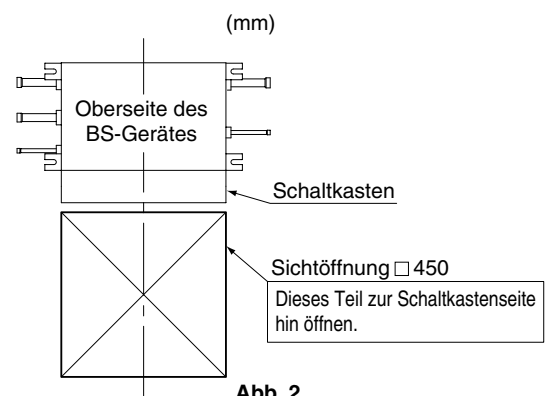 (mm)
Oberseite des
BS-Gerätes
Schaltkasten
Sichtöffnung □ 450
Dieses Teil zur Schaltkastenseite
hin öffnen.
Abb. 2